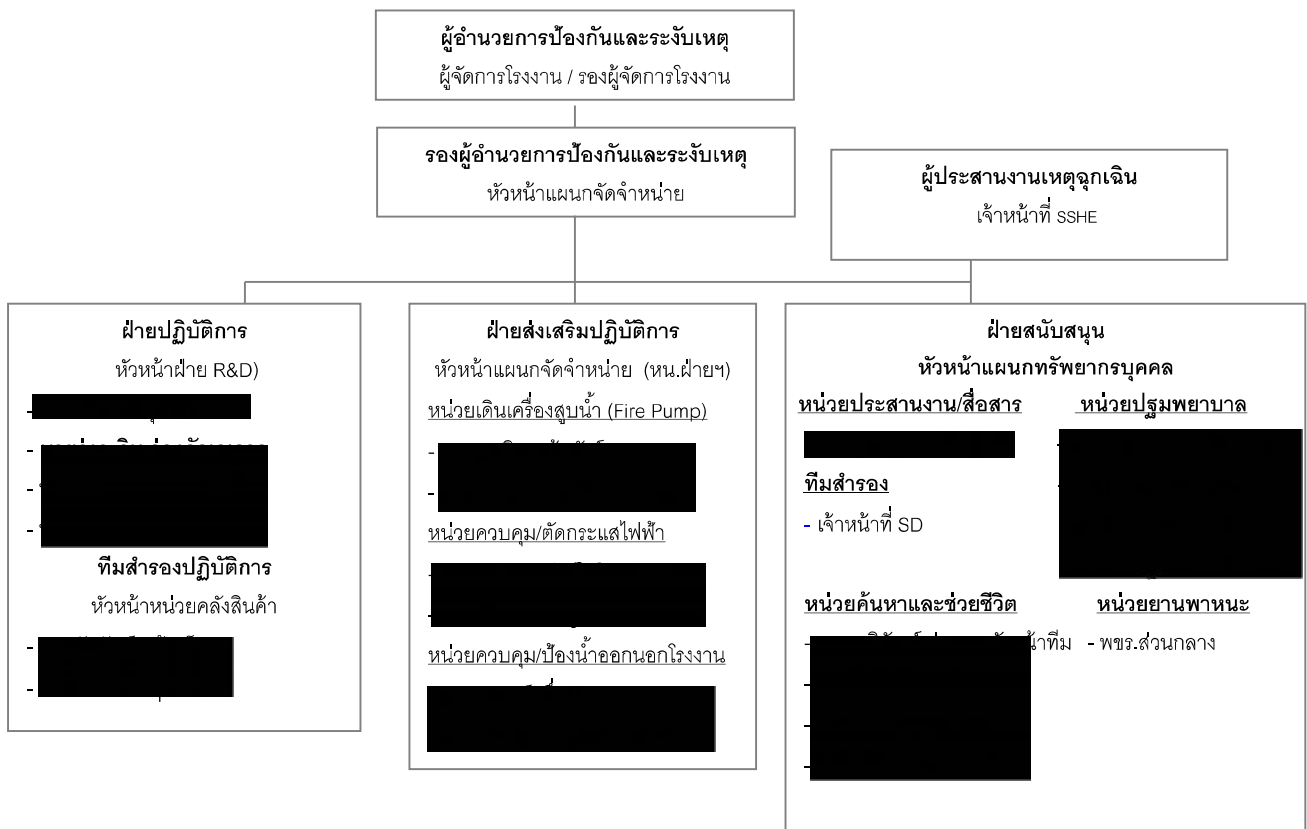 ผู้อำนวยการป้องกันและระงับเหตุ
ผู้จัดการโรงงาน / รองผู้จัดการโรงงาน
รองผู้อำนวยการป้องกันและระงับเหตุ
หัวหน้าแผนกจัดจำหน่าย
ผู้ประสานงานเหตุฉุกเฉิน
เจ้าหน้าที่ SSHE
ฝ่ายปฏิบัติการ
หัวหน้าฝ่าย R&D)
ทีมสำรองปฏิบัติการ
หัวหน้าหน่วยคลังสินค้า
ฝ่ายส่งเสริมปฏิบัติการ
หัวหน้าแผนกจัดจำหน่าย (หน.ฝ่ายฯ)
หน่วยเดินเครื่องสูบน้ำ (Fire Pump)
หน่วยควบคุม/ตัดกระแสไฟฟ้า
หน่วยควบคุม/ป้องน้ำออกนอกโรงงาน
ฝ่ายสนับสนุน
หัวหน้าแผนกทรัพยากรบุคคล
หน่วยประสานงาน/สื่อสาร
ทีมสำรอง
- เจ้าหน้าที่ SD
หน่วยปฐมพยาบาล
หน่วยค้นหาและช่วยชีวิต
หน่วยยานพาหนะ
- พขร.ส่วนกลาง